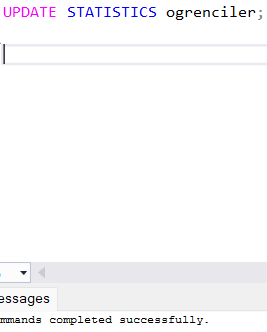 UPDATE STATISTICS ogrenciler;
essages
mmands completed successfully.